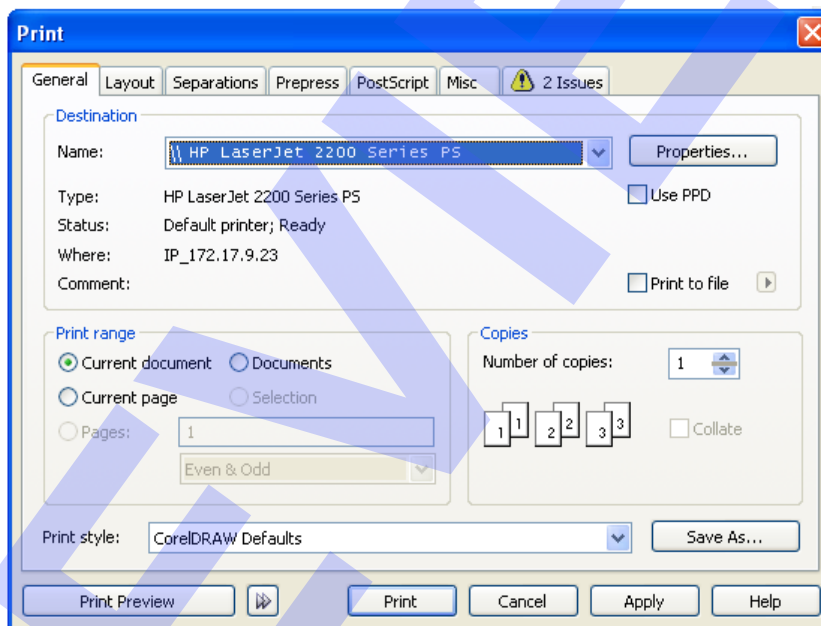 Print
General Layout Separations Prepress PostScript Misc 2 Issues
Destination
Name: \\ HP LaserJet 2200 Series PS Properties...
Type: HP LaserJet 2200 Series PS Use PPD
Status: Default printer; Ready
Where: IP_172.17.9.23
Comment: Print to file
Print range
Current document Documents
Current page Selection
Pages: 1
Even & Odd
Copies
Number of copies: 1
1 1 2 2 3 3 Collate
Print style: CorelDRAW Defaults Save As...
Print Preview Print Cancel Apply Help